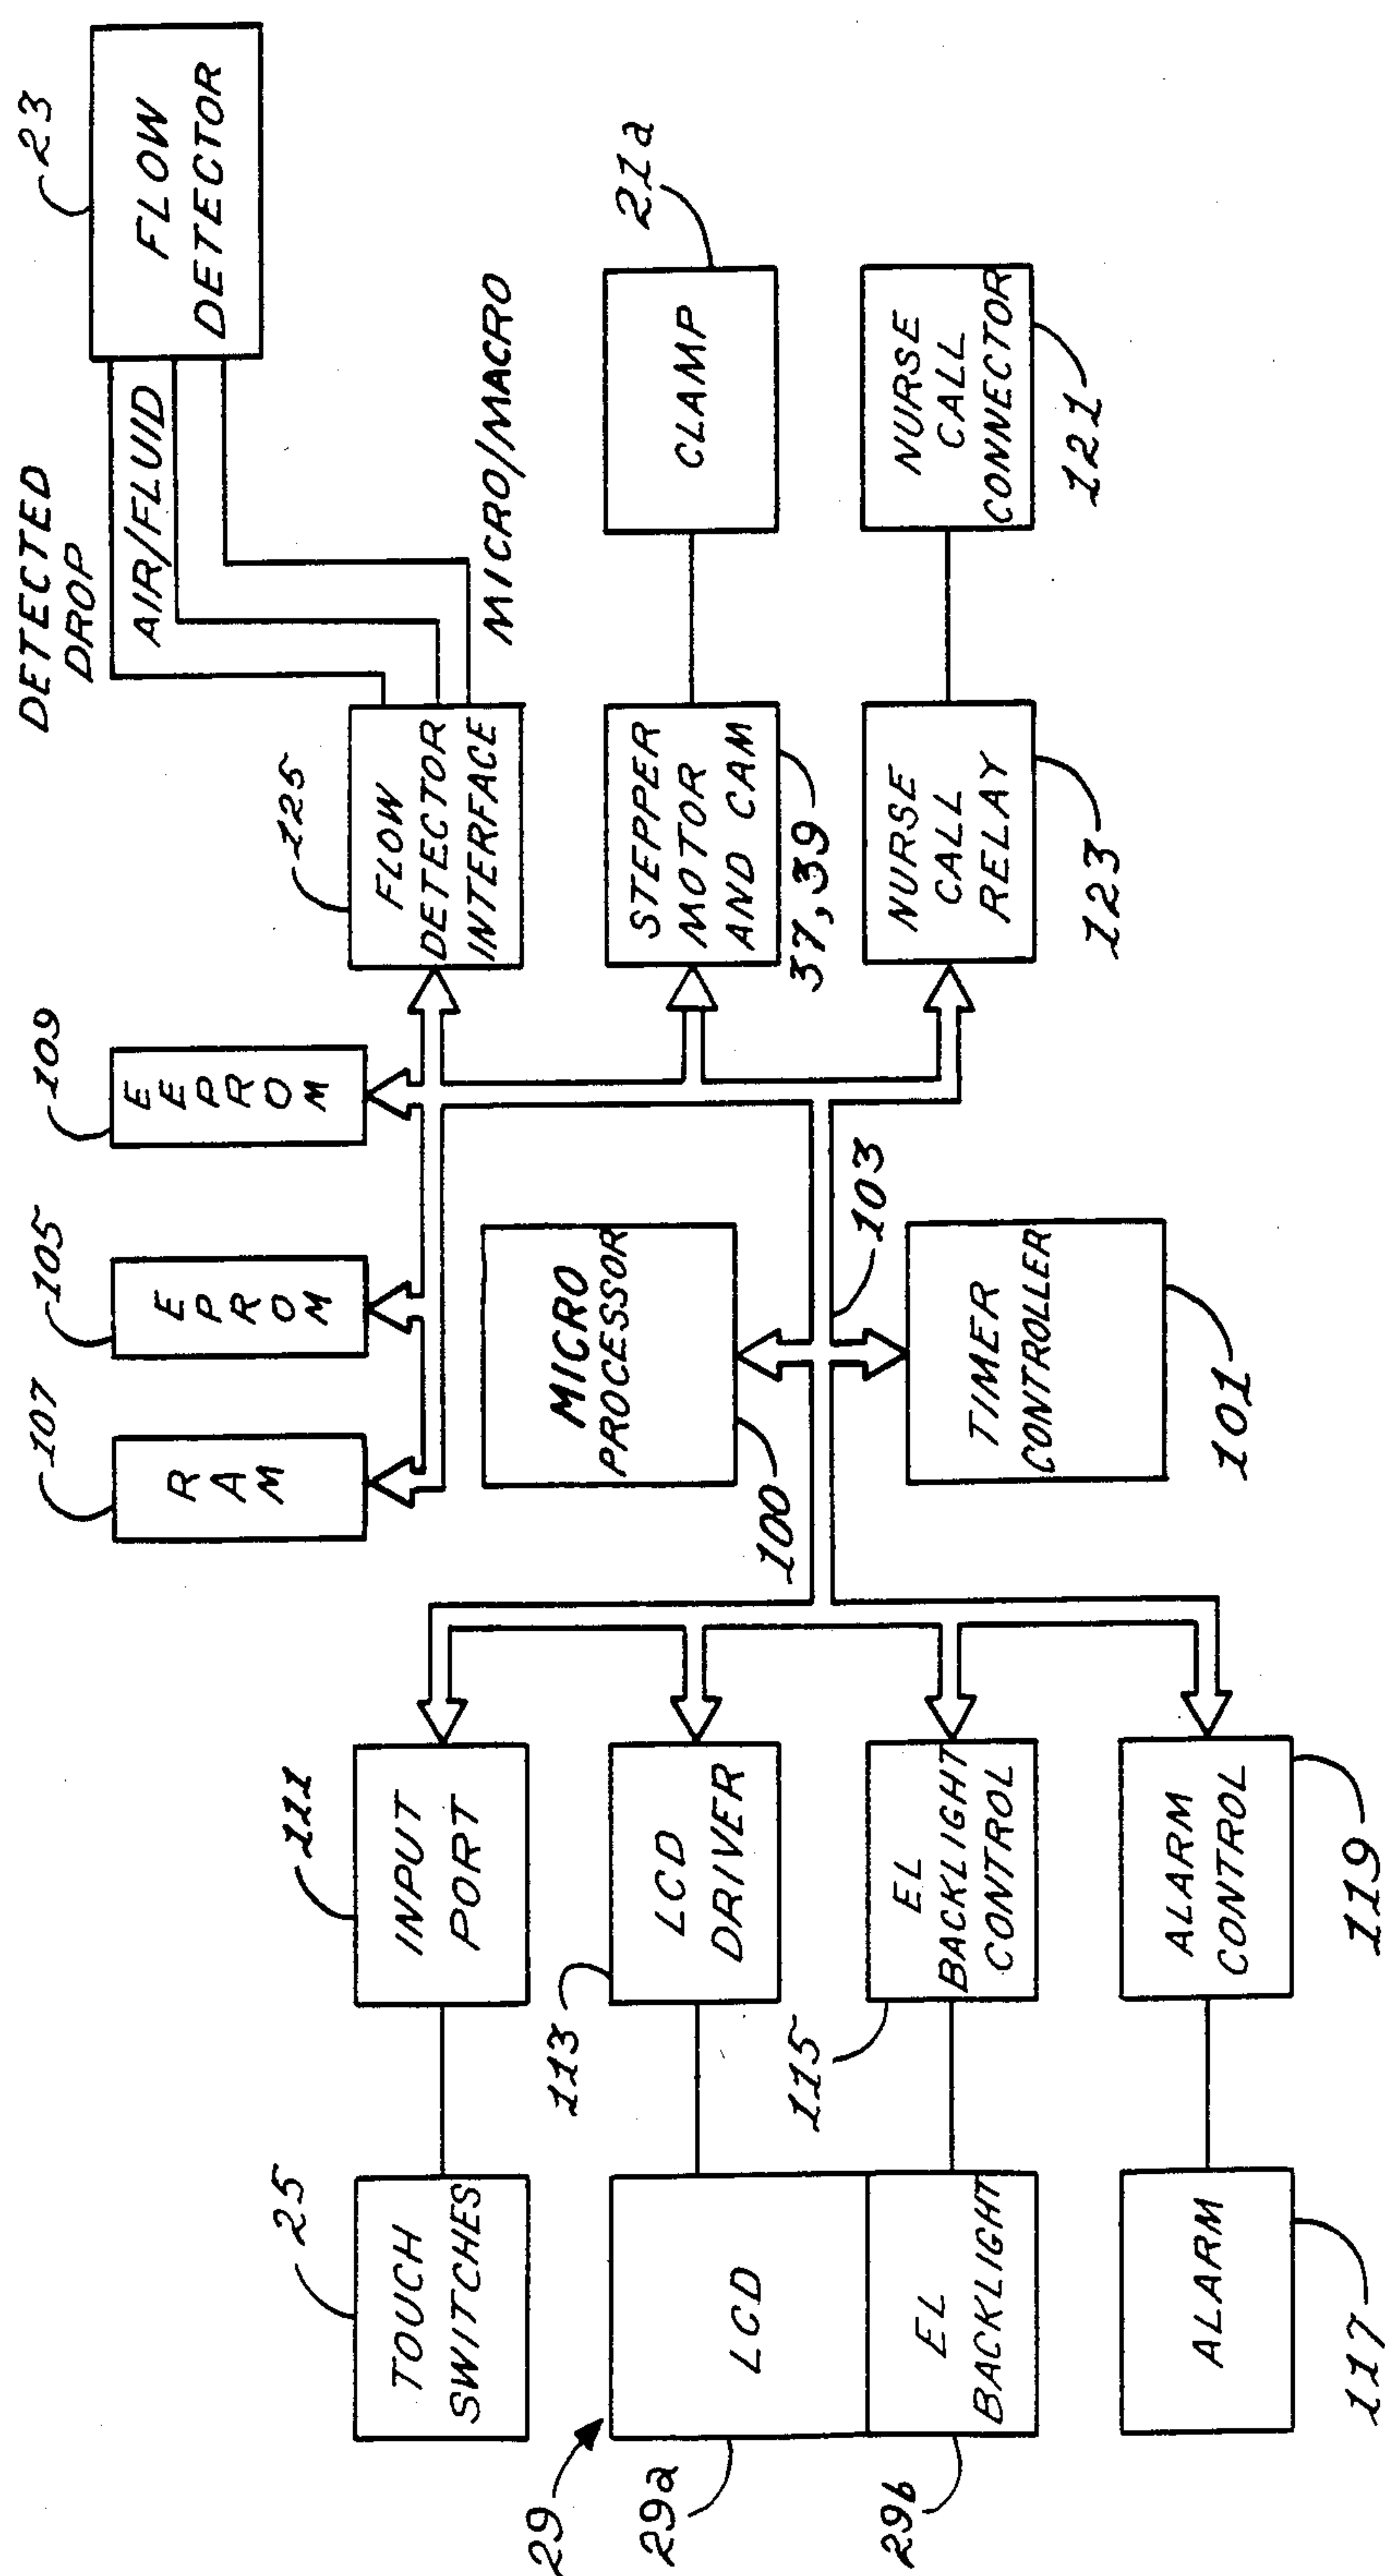 25
TOUCH
SWITCHES
111
INPUT
PORT
107
R
A
M
105
E
P
R
O
M
109
E
E
P
R
O
M
125
FLOW
DETECTOR
INTERFACE
DETECTED
DROP
AIR/FLUID
MICRO/MACRO
23
FLOW
DETECTOR
29
29a
LCD
113
LCD
DRIVER
29b
EL
BACKLIGHT
115
EL
BACKLIGHT
CONTROL
MICRO
PROCESSOR
100
103
STEPPER
MOTOR
AND CAM
37,39
CLAMP
21a
ALARM
117
ALARM
CONTROL
119
TIMER
CONTROLLER
101
NURSE
CALL
RELAY
123
NURSE
CALL
CONNECTOR
121